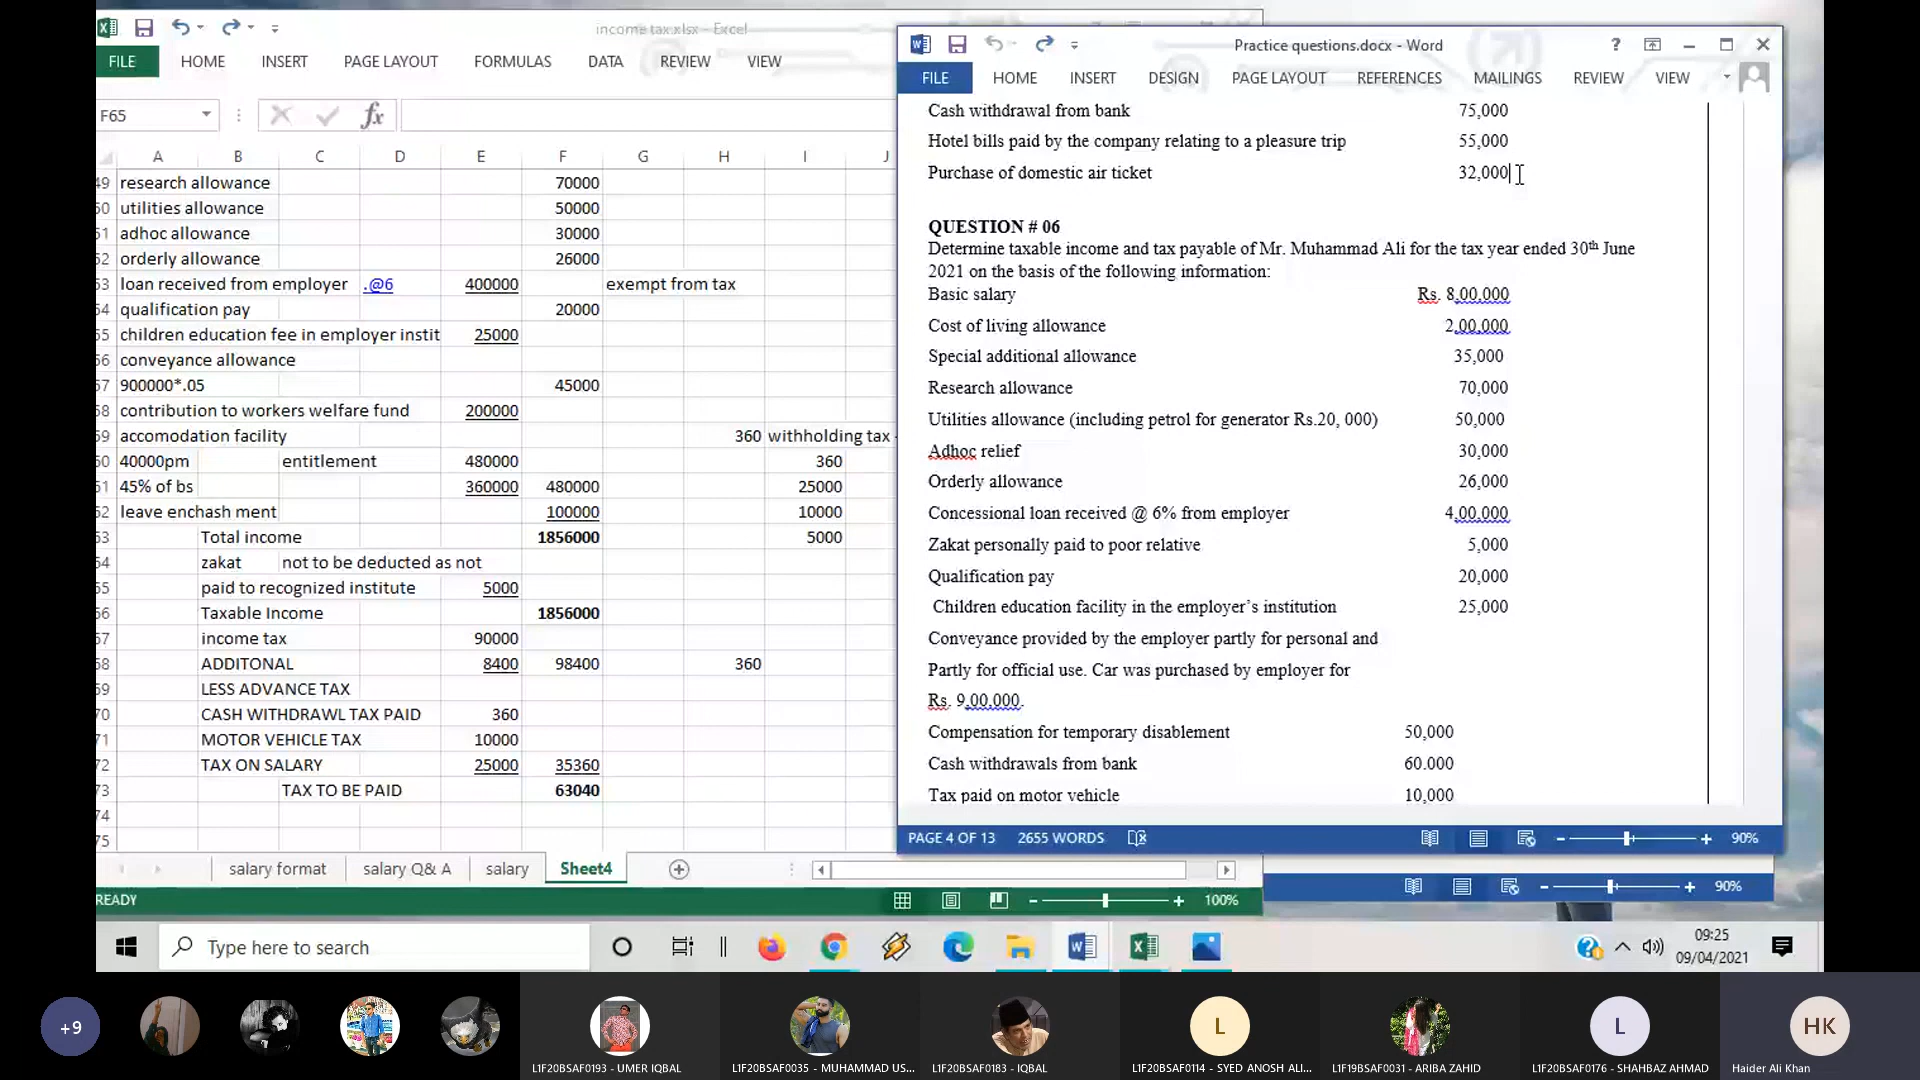 income tax.xlsx - Excel
FILE HOME INSERT PAGE LAYOUT FORMULAS DATA REVIEW VIEW
F65 fx
A B C D E F G H I J
49 research allowance 70000
50 utilities allowance 50000
51 adhoc allowance 30000
52 orderly allowance 26000
53 loan received from employer .@6 400000 exempt from tax
54 qualification pay 20000
55 children education fee in employer instit 25000
56 conveyance allowance
57 900000*.05 45000
58 contribution to workers welfare fund 200000
59 accomodation facility 360 withholding tax
60 40000pm entitlement 480000 360
61 45% of bs 360000 480000 25000
62 leave enchash ment 100000 10000
63 Total income 1856000 5000
64 zakat not to be deducted as not
65 paid to recognized institute 5000
66 Taxable Income 1856000
67 income tax 90000
68 ADDITONAL 8400 98400 360
69 LESS ADVANCE TAX
70 CASH WITHDRAWL TAX PAID 360
71 MOTOR VEHICLE TAX 10000
72 TAX ON SALARY 25000 35360
73 TAX TO BE PAID 63040
74
75
salary format salary Q& A salary Sheet4
READY 100%
Practice questions.docx - Word
FILE HOME INSERT DESIGN PAGE LAYOUT REFERENCES MAILINGS REVIEW VIEW
Cash withdrawal from bank 75,000
Hotel bills paid by the company relating to a pleasure trip 55,000
Purchase of domestic air ticket 32,000
QUESTION # 06
Determine taxable income and tax payable of Mr. Muhammad Ali for the tax year ended 30th June
2021 on the basis of the following information:
Basic salary Rs. 8,00,000
Cost of living allowance 2,00,000
Special additional allowance 35,000
Research allowance 70,000
Utilities allowance (including petrol for generator Rs.20, 000) 50,000
Adhoc relief 30,000
Orderly allowance 26,000
Concessional loan received @ 6% from employer 4,00,000
Zakat personally paid to poor relative 5,000
Qualification pay 20,000
Children education facility in the employer's institution 25,000
Conveyance provided by the employer partly for personal and
Partly for official use. Car was purchased by employer for
Rs. 9,00,000.
Compensation for temporary disablement 50,000
Cash withdrawals from bank 60.000
Tax paid on motor vehicle 10,000
PAGE 4 OF 13 2655 WORDS 90%
90%
Type here to search
09:25
09/04/2021
+9
L1F20BSAF0193 - UMER IQBAL
L1F20BSAF0035 - MUHAMMAD US...
L1F20BSAF0183 - IQBAL
L
L1F20BSAF0114 - SYED ANOSH ALI...
L1F19BSAF0031 - ARIBA ZAHID
L
L1F20BSAF0176 - SHAHBAZ AHMAD
HK
Haider Ali Khan